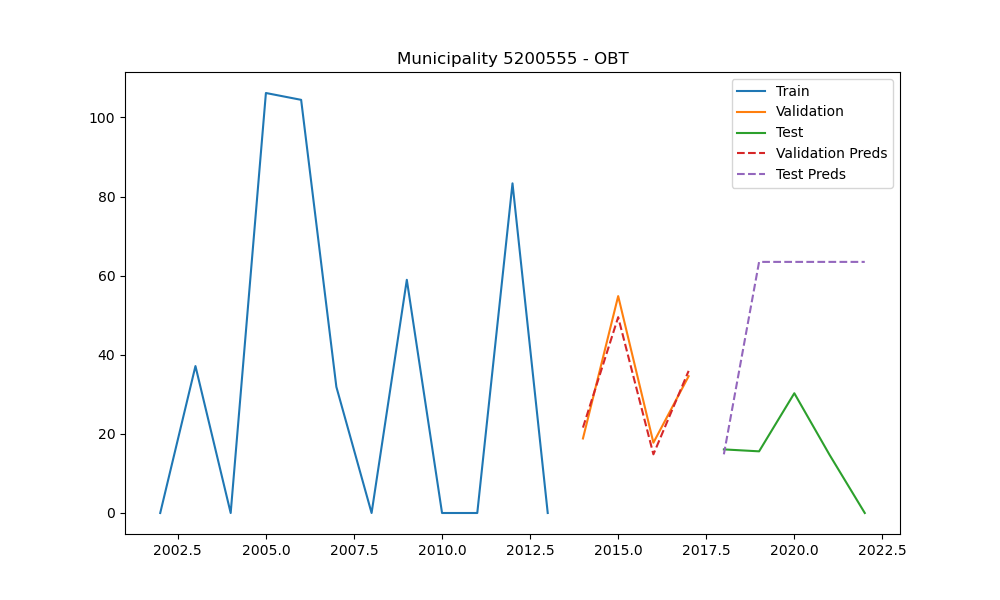 Municipality 5200555 - OBT
Train
Validation
Test
Validation Preds
Test Preds
100
80
60
40
20
0
2002.5 2005.0 2007.5 2010.0 2012.5 2015.0 2017.5 2020.0 2022.5